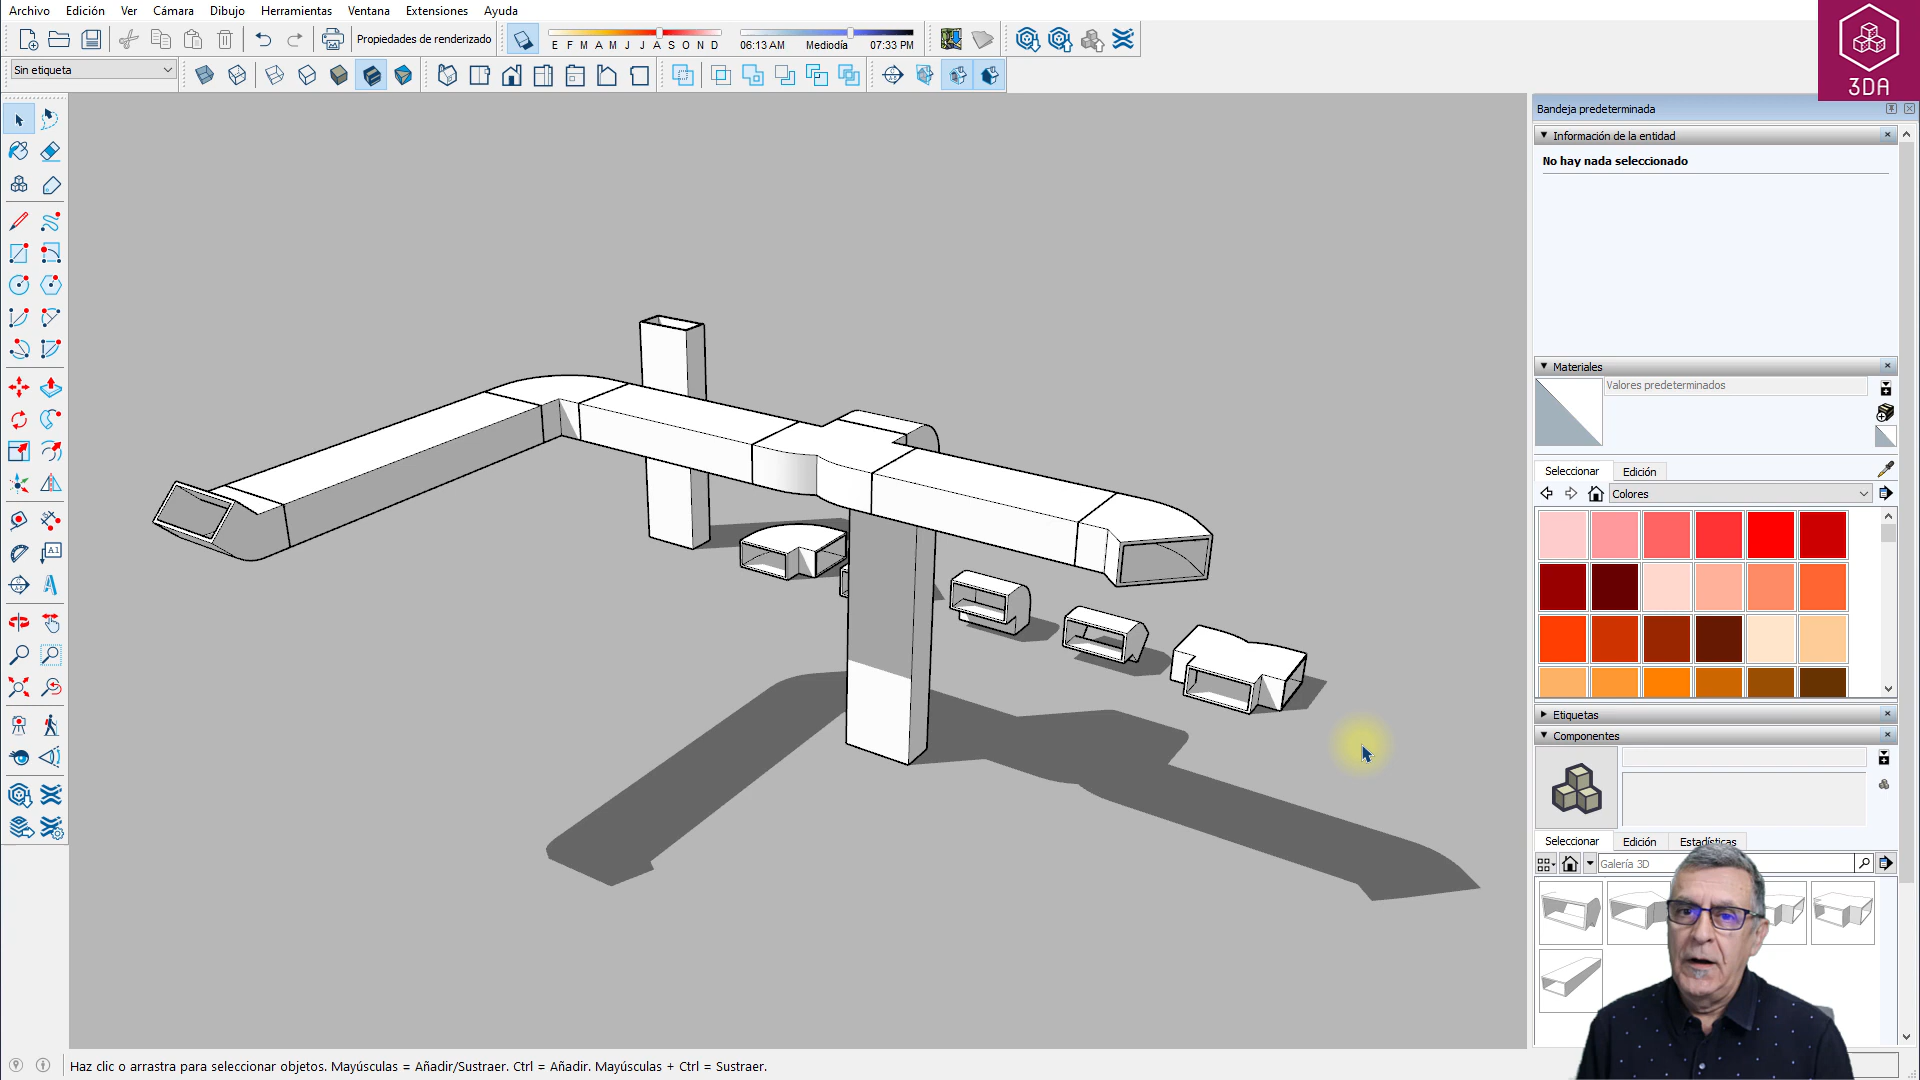 Archivo Edición Ver Cámara Dibujo Herramientas Ventana Extensiones Ayuda
3DA
Propiedades de renderizado
E F M A M J J A S O N D
06:13 AM Mediodía 07:33 PM
Sin etiqueta
Bandeja predeterminada
Información de la entidad
No hay nada seleccionado
Materiales
Valores predeterminados
Seleccionar Edición
Colores
A1
Etiquetas
Componentes
Seleccionar Edición Estadísticas
Galería 3D
Haz clic o arrastra para seleccionar objetos. Mayúsculas = Añadir/Sustraer. Ctrl = Añadir. Mayúsculas + Ctrl = Sustraer.